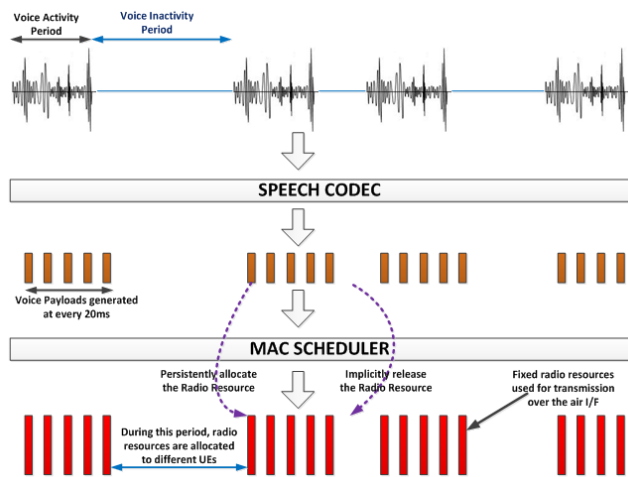 Voice Activity
Period
Voice Inactivity
Period
SPEECH CODEC
Voice Payloads generated
at every 20ms
MAC SCHEDULER
Persistently allocate
the Radio Resource
Implicitly release
the Radio Resource
Fixed radio resources
used for transmission
over the air I/F
During this period, radio
resources are allocated
to different UEs